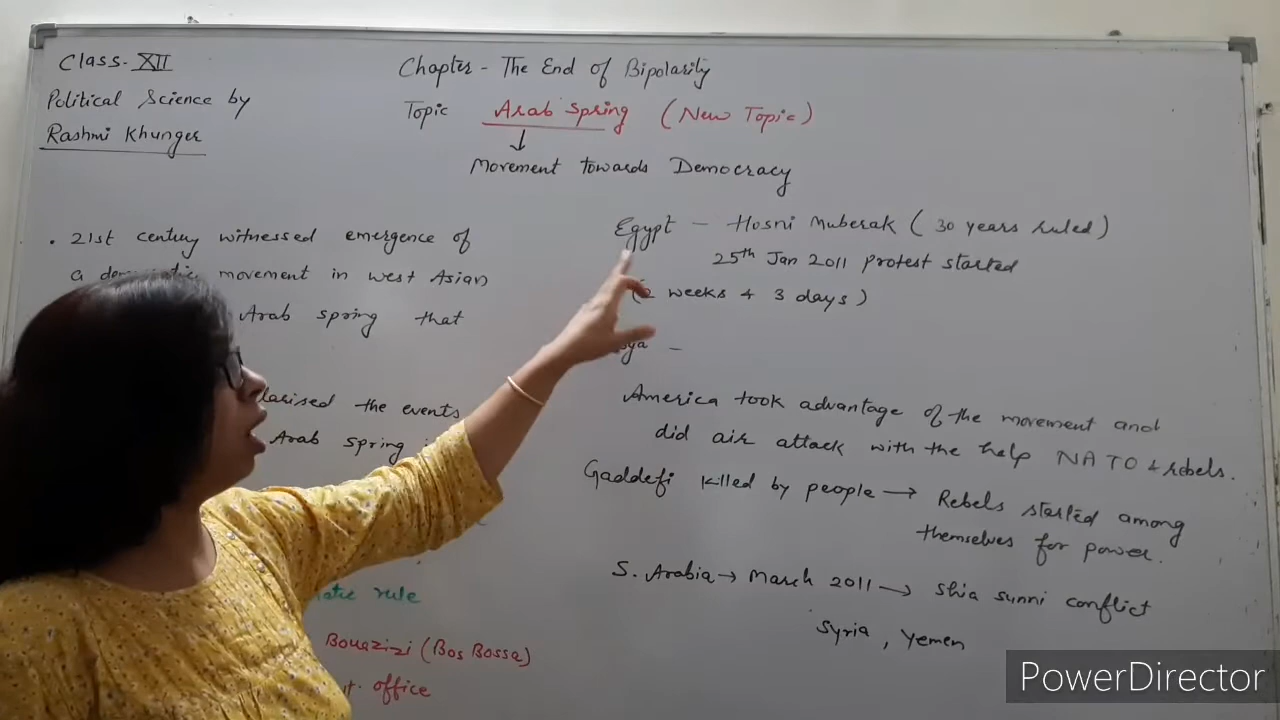 Class - XII
Political Science by
Rashmi Khunger
Chapter - The End of Bipolarity
Topic Arab Spring (New Topic)
↓
Movement towards Democracy
• 21st century witnessed emergence of
a movement in west Asian
Arab spring that
the events
Arab spring
rule
Bouazizi (Bos Bossa)
office
Egypt - Hosni Muberak (30 years ruled)
25th Jan 2011 protest started
weeks + 3 days)
America took advantage of the movement and
did air attack with the help NATO + rebels.
Gaddefi killed by people → Rebels started among
themselves for power.
S. Arabia → March 2011 → Shia Sunni conflict
Syria, Yemen
PowerDirector